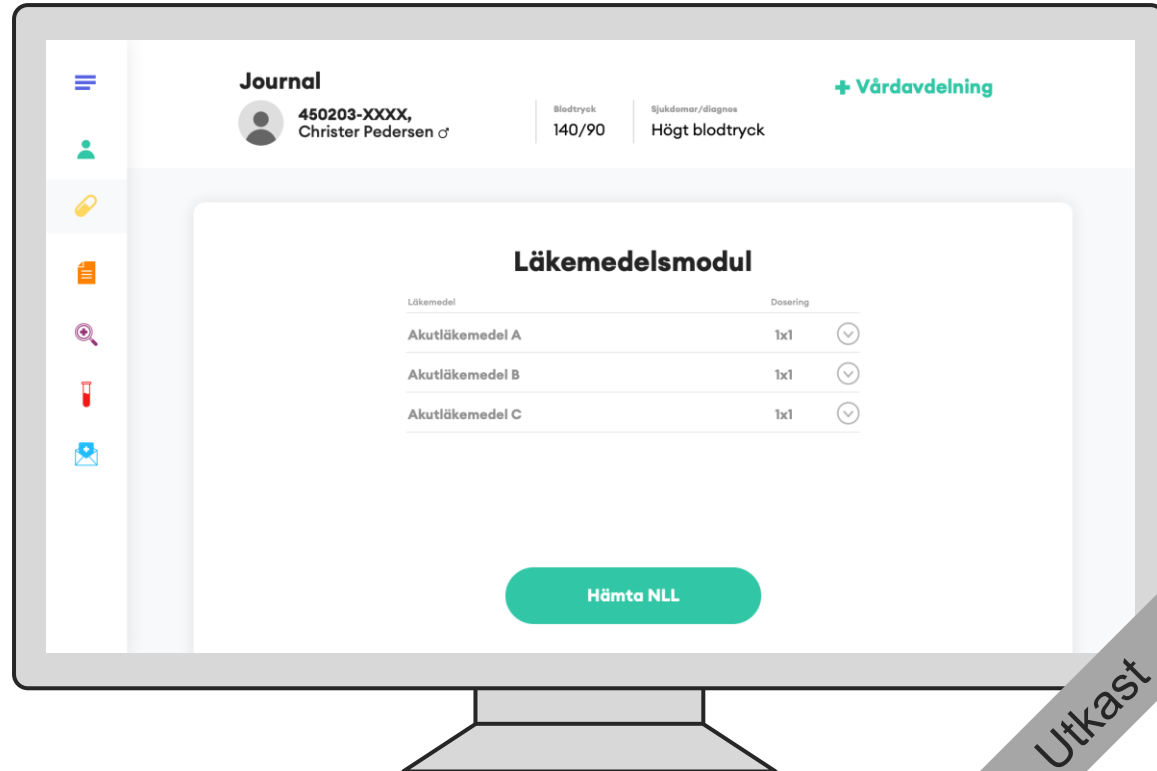 Journal
450203-XXXX,
Christer Pedersen ♂
Blodtryck
140/90
Sjukdomar/diagnos
Högt blodtryck
+ Vårdavdelning
Läkemedelsmodul
Läkemedel Dosering
Akutläkemedel A 1x1
Akutläkemedel B 1x1
Akutläkemedel C 1x1
Hämta NLL
Utkast